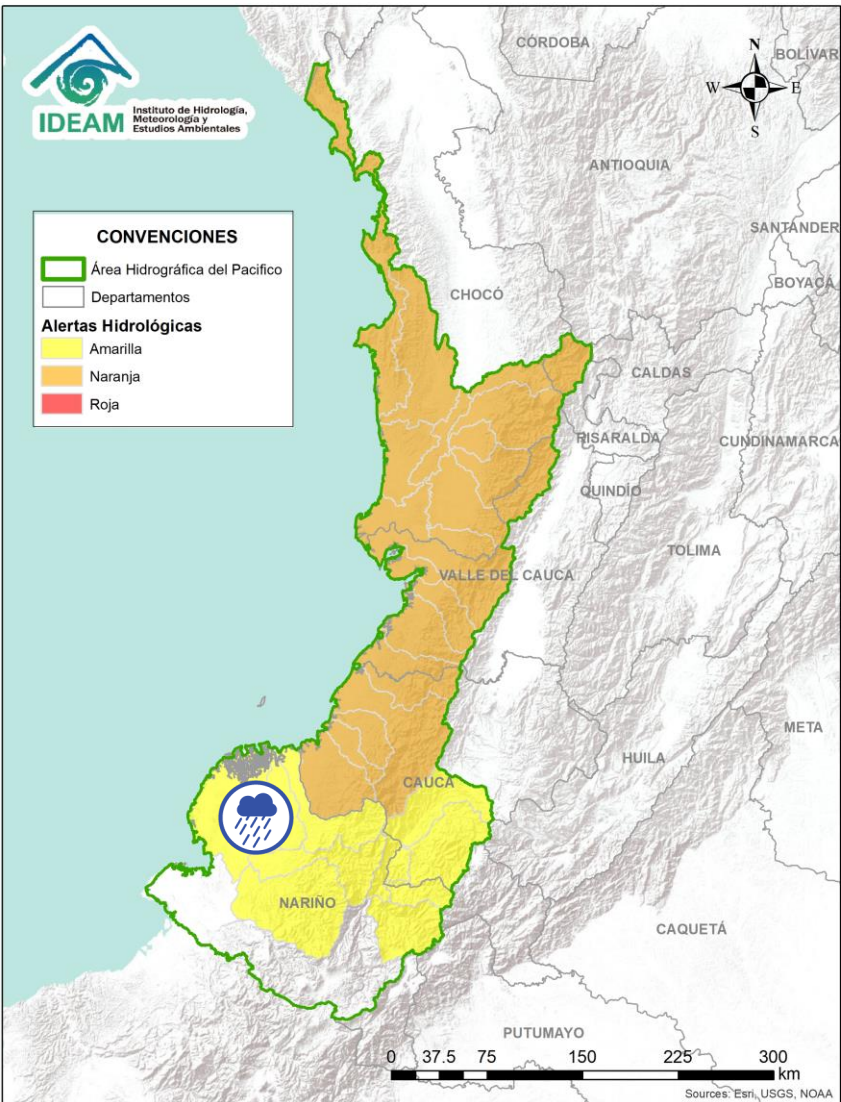 IDEAM
Instituto de Hidrología,
Meteorología y
Estudios Ambientales
N
W
E
S
CÓRDOBA
BOLÍVAR
ANTIOQUIA
SANTANDER
BOYACÁ
CHOCÓ
CALDAS
RISARALDA
CUNDINAMARCA
QUINDÍO
TOLIMA
VALLE DEL CAUCA
META
HUILA
CAUCA
NARIÑO
CAQUETÁ
PUTUMAYO
CONVENCIONES
Área Hidrográfica del Pacifico
Departamentos
Alertas Hidrológicas
Amarilla
Naranja
Roja
0 37.5 75 150 225 300
km
Sources: Esri, USGS, NOAA